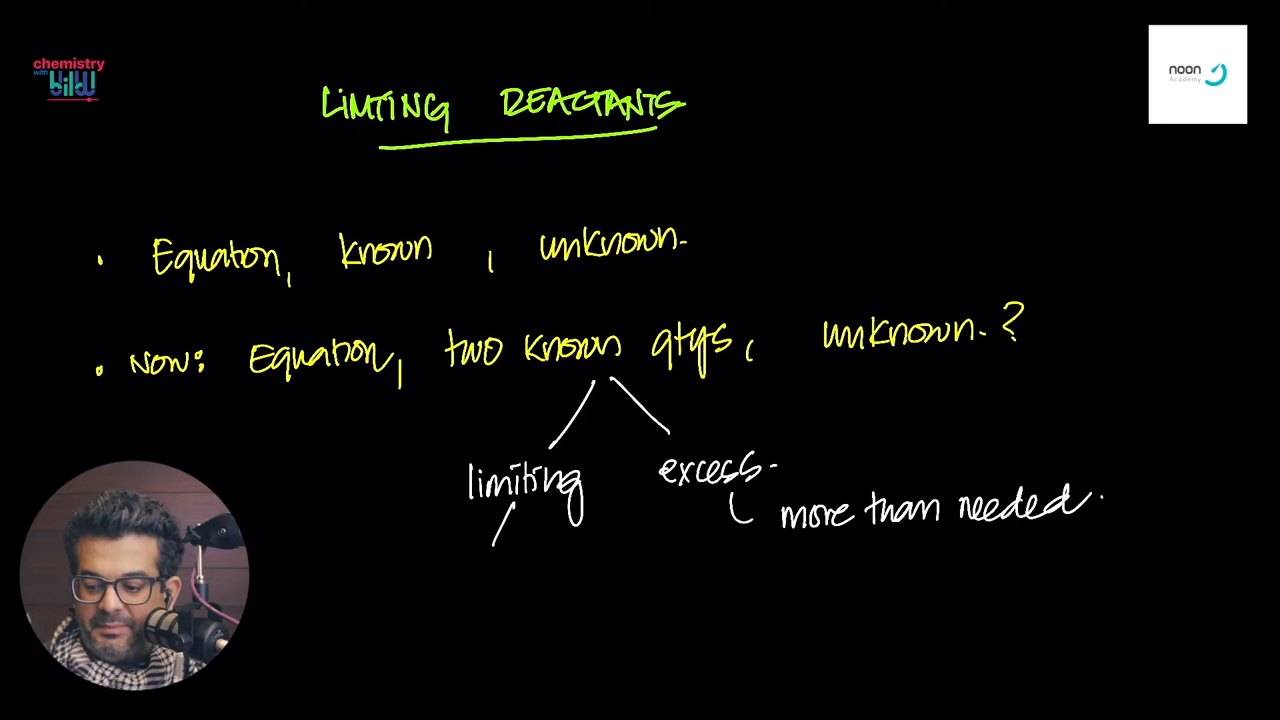 chemistry
with bilal
noon
Academy
LIMTING REACTANTS
• Equation, known, unknown.
• Now: Equation, two known qtys, unknown.?
limiting excess.
more than needed.